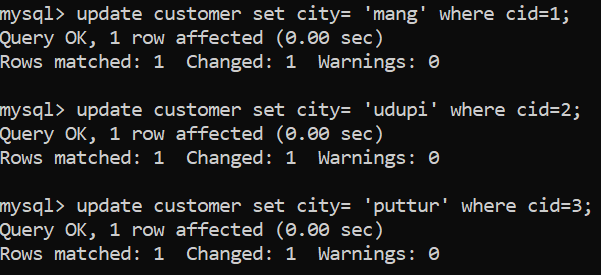 mysql> update customer set city= 'mang' where cid=1;
Query OK, 1 row affected (0.00 sec)
Rows matched: 1  Changed: 1  Warnings: 0
mysql> update customer set city= 'udupi' where cid=2;
Query OK, 1 row affected (0.00 sec)
Rows matched: 1  Changed: 1  Warnings: 0
mysql> update customer set city= 'puttur' where cid=3;
Query OK, 1 row affected (0.00 sec)
Rows matched: 1  Changed: 1  Warnings: 0